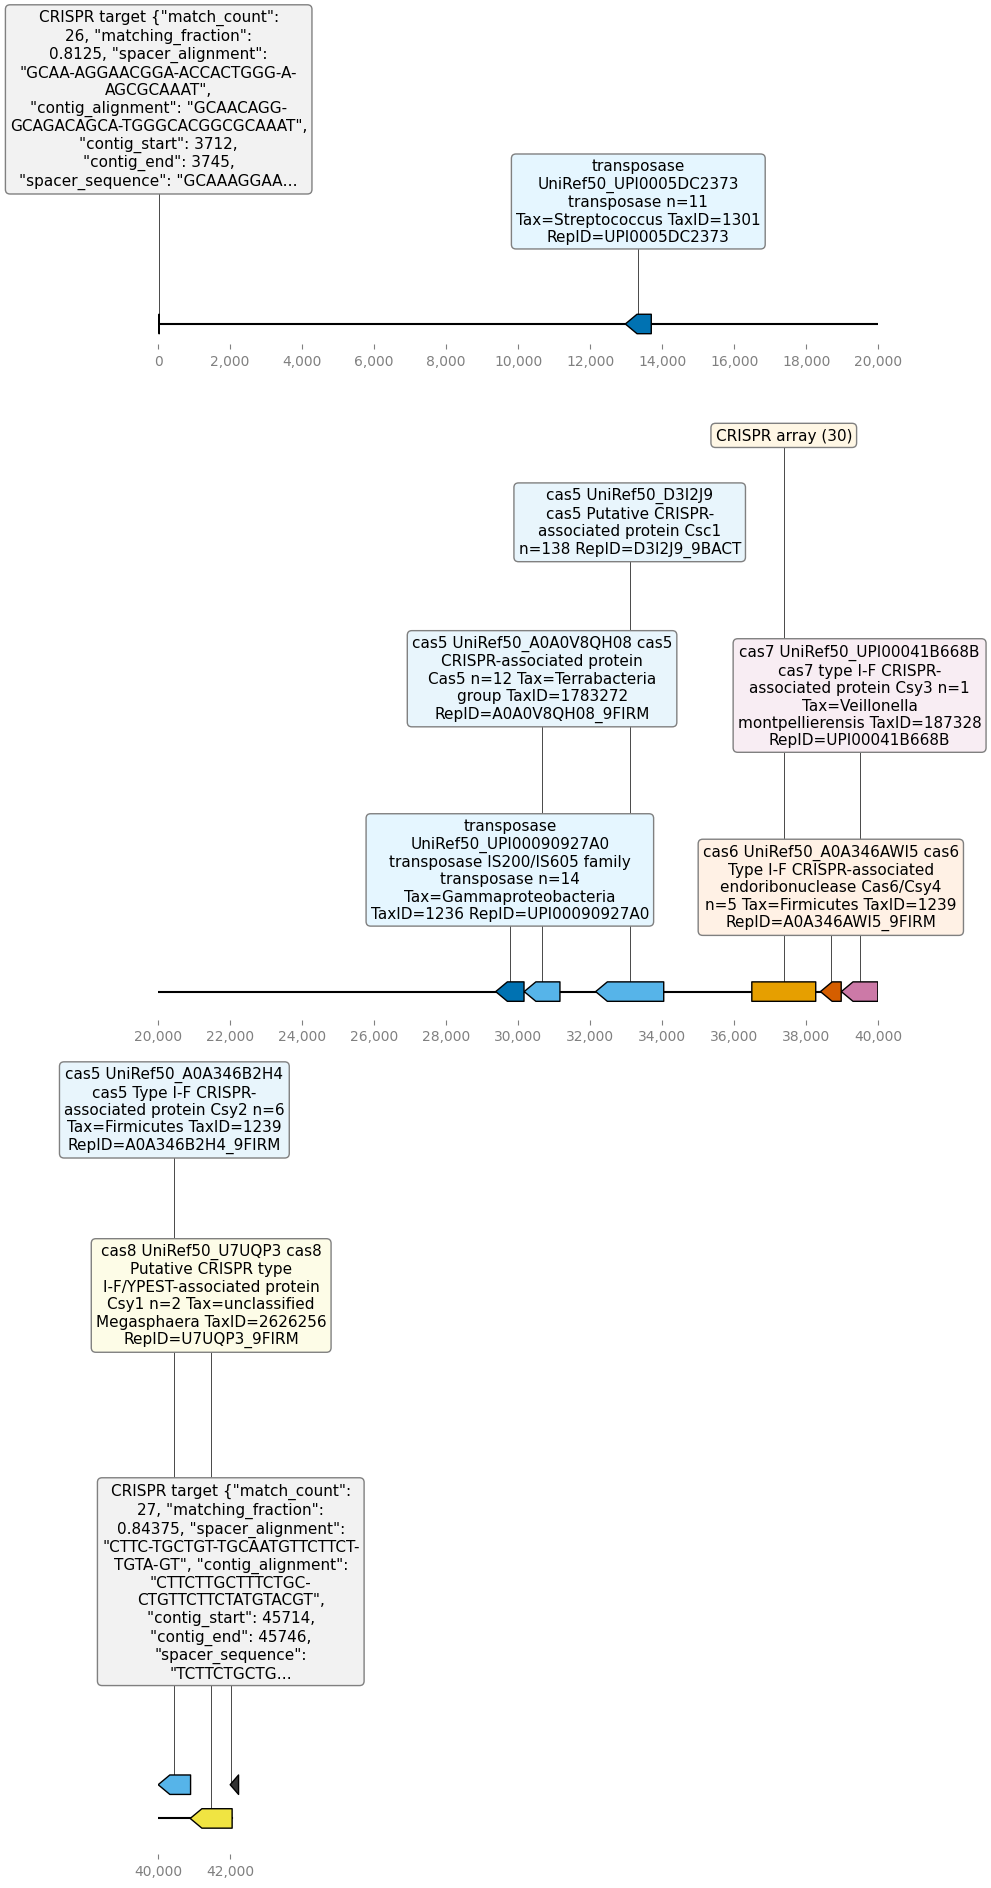 CRISPR target {"match_count":
26, "matching_fraction":
0.8125, "spacer_alignment":
"GCAA-AGGAACGGA-ACCACTGGG-A-
AGCGCAAAT",
"contig_alignment": "GCAACAGG-
GCAGACAGCA-TGGGCACGGCGCAAAT",
"contig_start": 3712,
"contig_end": 3745,
"spacer_sequence": "GCAAAGGAA...
transposase
UniRef50_UPI0005DC2373
transposase n=11
Tax=Streptococcus TaxID=1301
RepID=UPI0005DC2373
0 2,000 4,000 6,000 8,000 10,000 12,000 14,000 16,000 18,000 20,000
CRISPR array (30)
cas5 UniRef50_D3I2J9
cas5 Putative CRISPR-
associated protein Csc1
n=138 RepID=D3I2J9_9BACT
cas5 UniRef50_A0A0V8QH08 cas5
CRISPR-associated protein
Cas5 n=12 Tax=Terrabacteria
group TaxID=1783272
RepID=A0A0V8QH08_9FIRM
cas7 UniRef50_UPI00041B668B
cas7 type I-F CRISPR-
associated protein Csy3 n=1
Tax=Veillonella
montpellierensis TaxID=187328
RepID=UPI00041B668B
transposase
UniRef50_UPI00090927A0
transposase IS200/IS605 family
transposase n=14
Tax=Gammaproteobacteria
TaxID=1236 RepID=UPI00090927A0
cas6 UniRef50_A0A346AWI5 cas6
Type I-F CRISPR-associated
endoribonuclease Cas6/Csy4
n=5 Tax=Firmicutes TaxID=1239
RepID=A0A346AWI5_9FIRM
20,000 22,000 24,000 26,000 28,000 30,000 32,000 34,000 36,000 38,000 40,000
cas5 UniRef50_A0A346B2H4
cas5 Type I-F CRISPR-
associated protein Csy2 n=6
Tax=Firmicutes TaxID=1239
RepID=A0A346B2H4_9FIRM
cas8 UniRef50_U7UQP3 cas8
Putative CRISPR type
I-F/YPEST-associated protein
Csy1 n=2 Tax=unclassified
Megasphaera TaxID=2626256
RepID=U7UQP3_9FIRM
CRISPR target {"match_count":
27, "matching_fraction":
0.84375, "spacer_alignment":
"CTTC-TGCTGT-TGCAATGTTCTTCT-
TGTA-GT", "contig_alignment":
"CTTCTTGCTTTCTGC-
CTGTTCTTCTATGTACGT",
"contig_start": 45714,
"contig_end": 45746,
"spacer_sequence":
"TCTTCTGCTG...
40,000 42,000